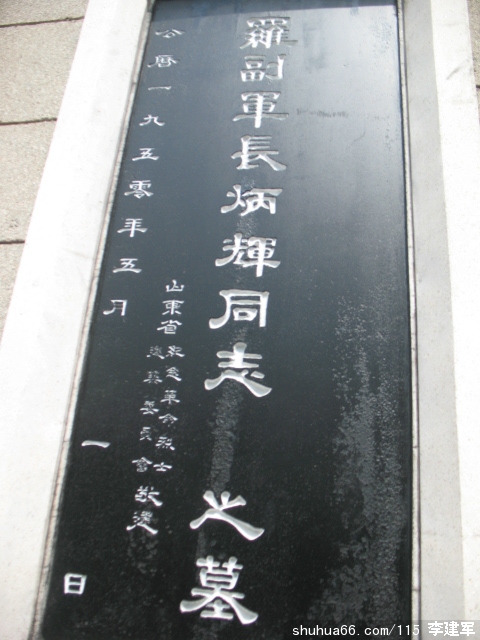 羅副軍長炳輝同志之墓
山東省
紀念革命烈士
建墓委員會
敬
公曆一九五零年五月一日
shuhua66.com/115 李建军